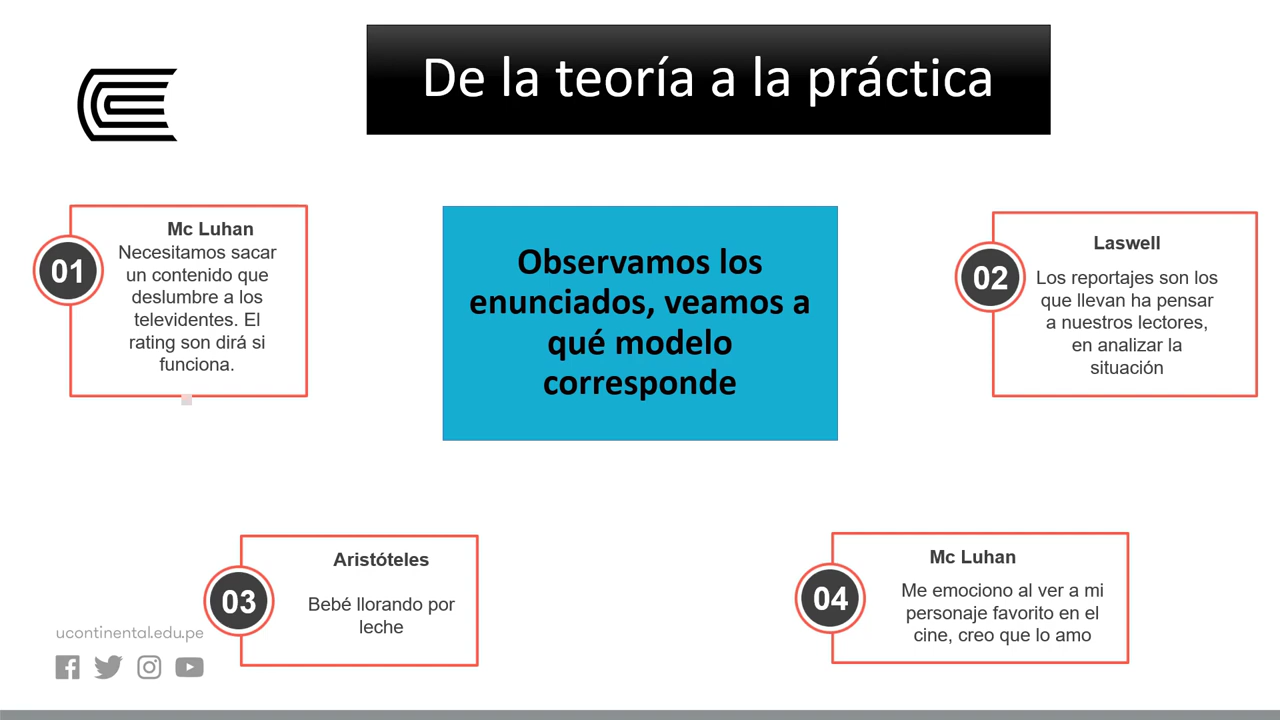 De la teoría a la práctica
01
Mc Luhan
Necesitamos sacar
un contenido que
deslumbre a los
televidentes. El
rating son dirá si
funciona.
Observamos los
enunciados, veamos a
qué modelo
corresponde
02
Laswell
Los reportajes son los
que llevan ha pensar
a nuestros lectores,
en analizar la
situación
03
Aristóteles
Bebé llorando por
leche
04
Mc Luhan
Me emociono al ver a mi
personaje favorito en el
cine, creo que lo amo
ucontinental.edu.pe